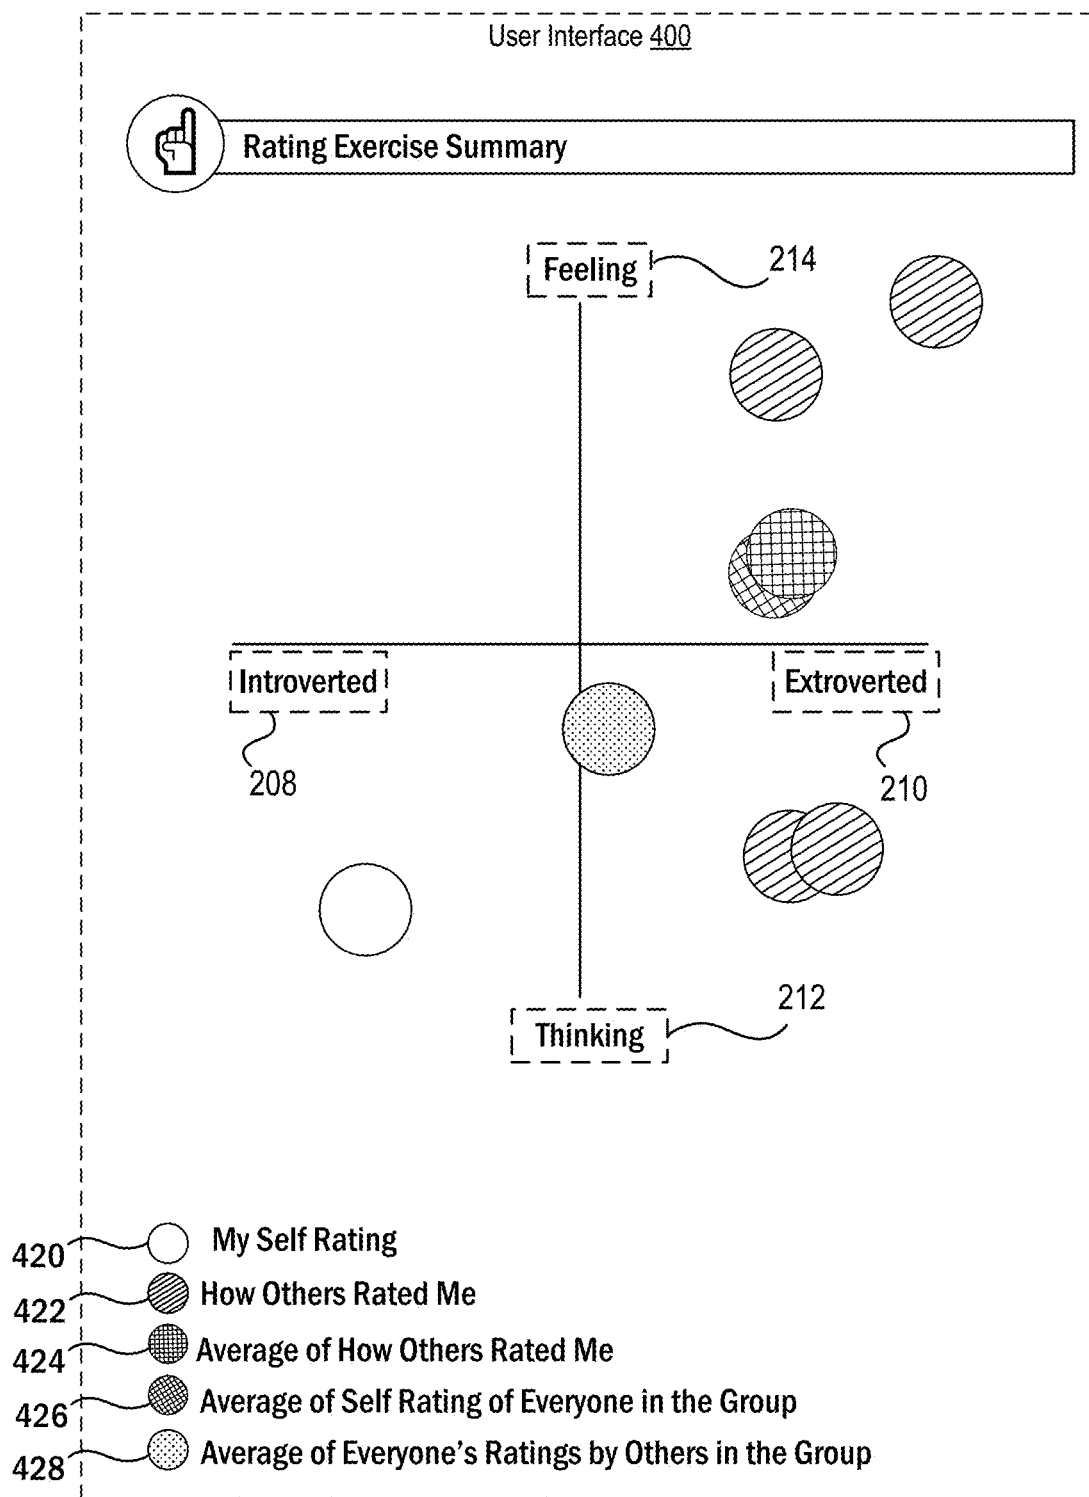 User Interface 400
Rating Exercise Summary
Feeling
214
Introverted
Extroverted
208
210
212
Thinking
420
My Self Rating
422
How Others Rated Me
424
Average of How Others Rated Me
426
Average of Self Rating of Everyone in the Group
428
Average of Everyone's Ratings by Others in the Group